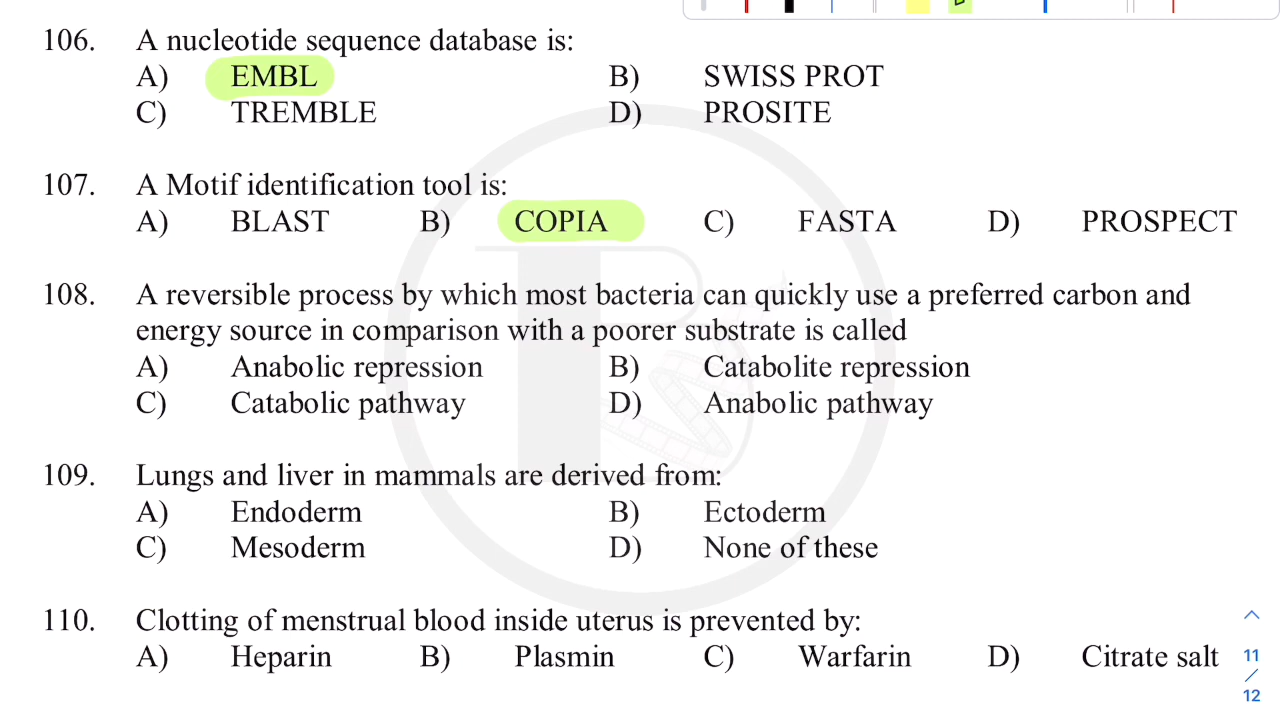 106. A nucleotide sequence database is:
A) EMBL B) SWISS PROT
C) TREMBLE D) PROSITE
107. A Motif identification tool is:
A) BLAST B) COPIA C) FASTA D) PROSPECT
108. A reversible process by which most bacteria can quickly use a preferred carbon and
energy source in comparison with a poorer substrate is called
A) Anabolic repression B) Catabolite repression
C) Catabolic pathway D) Anabolic pathway
109. Lungs and liver in mammals are derived from:
A) Endoderm B) Ectoderm
C) Mesoderm D) None of these
110. Clotting of menstrual blood inside uterus is prevented by:
A) Heparin B) Plasmin C) Warfarin D) Citrate salt
11
/
12